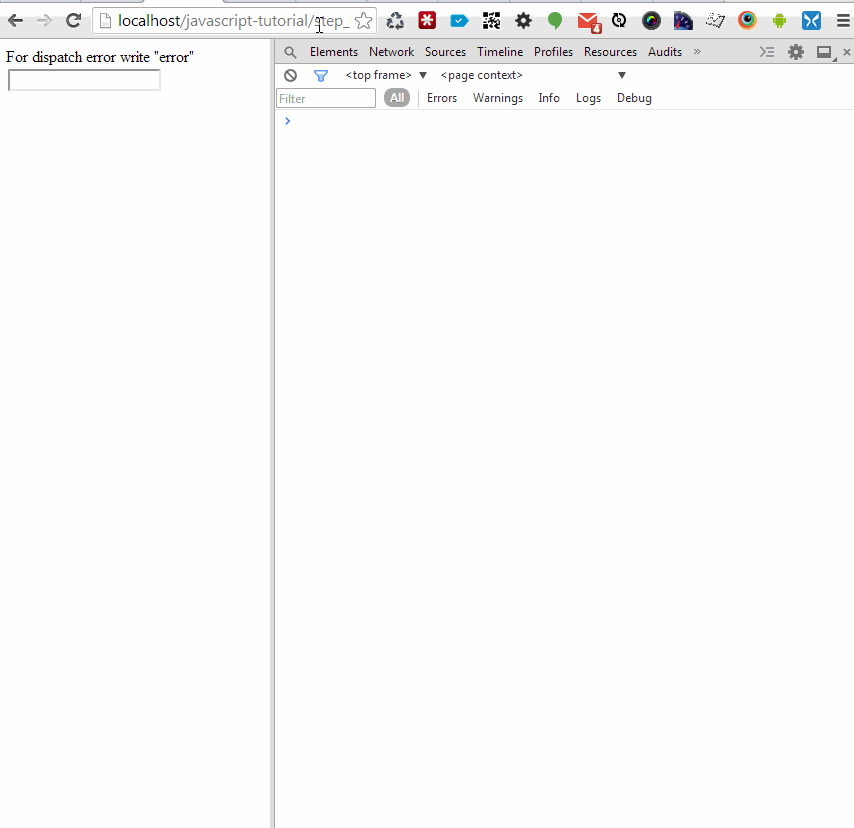 localhost/javascript-tutorial/step_
For dispatch error write "error"
Elements Network Sources Timeline Profiles Resources Audits »
<top frame> ▼ <page context> ▼
Filter All Errors Warnings Info Logs Debug
4